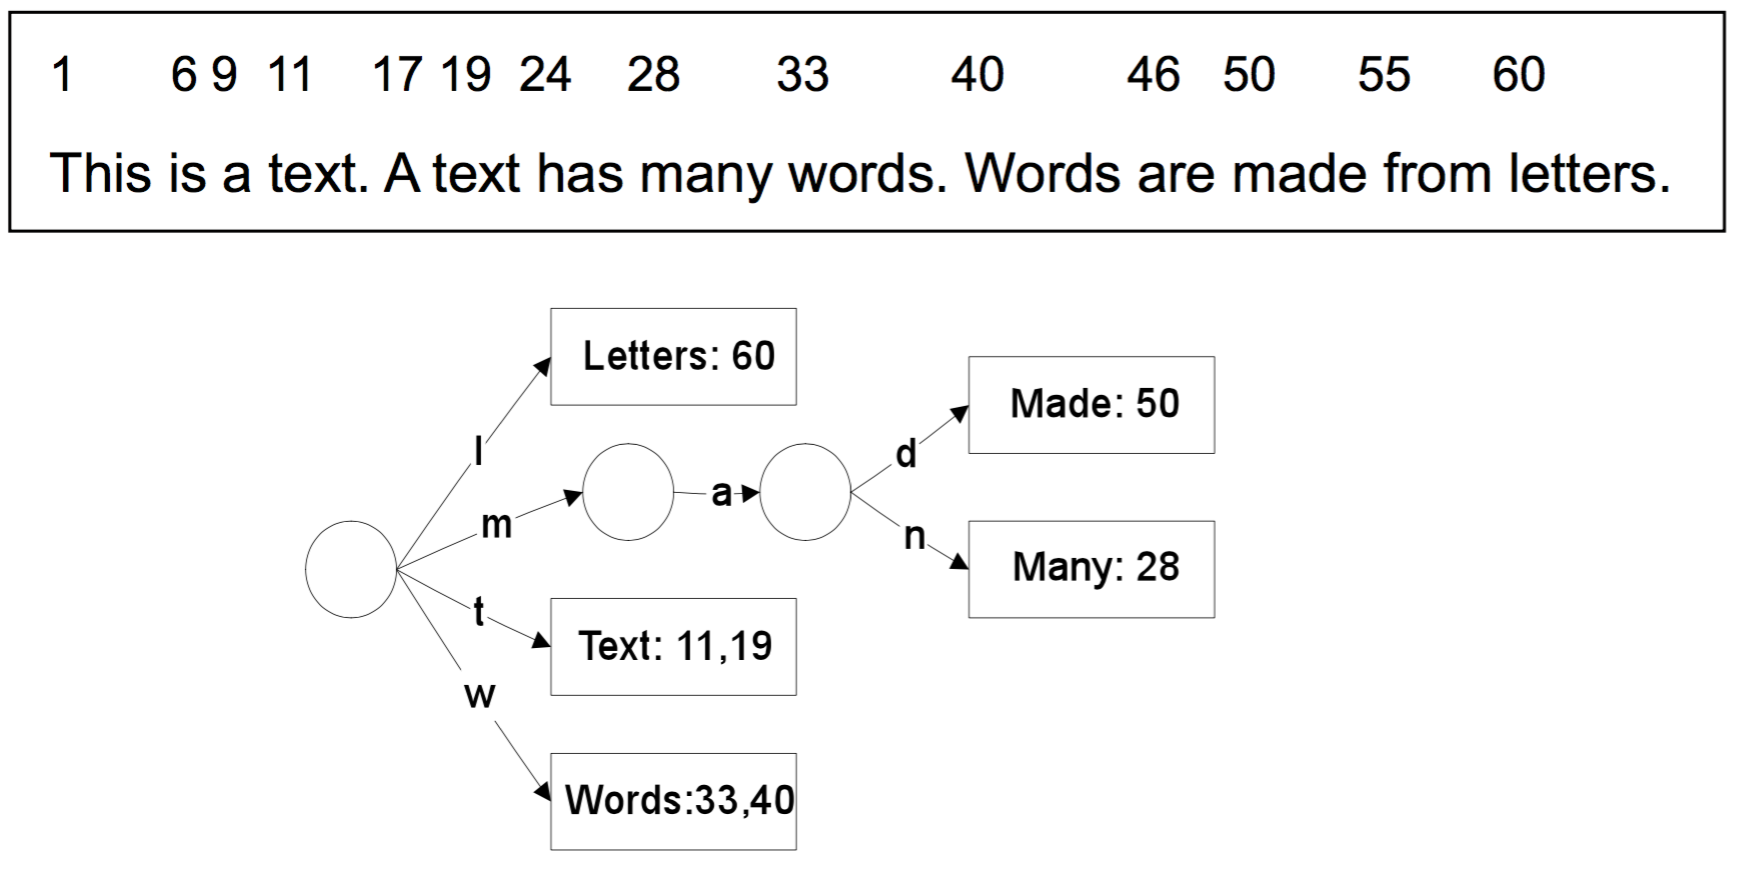 1 6 9 11 17 19 24 28 33 40 46 50 55 60
This is a text. A text has many words. Words are made from letters.
Letters: 60
Made: 50
l
d
m
a
n
Many: 28
t
Text: 11,19
w
Words:33,40